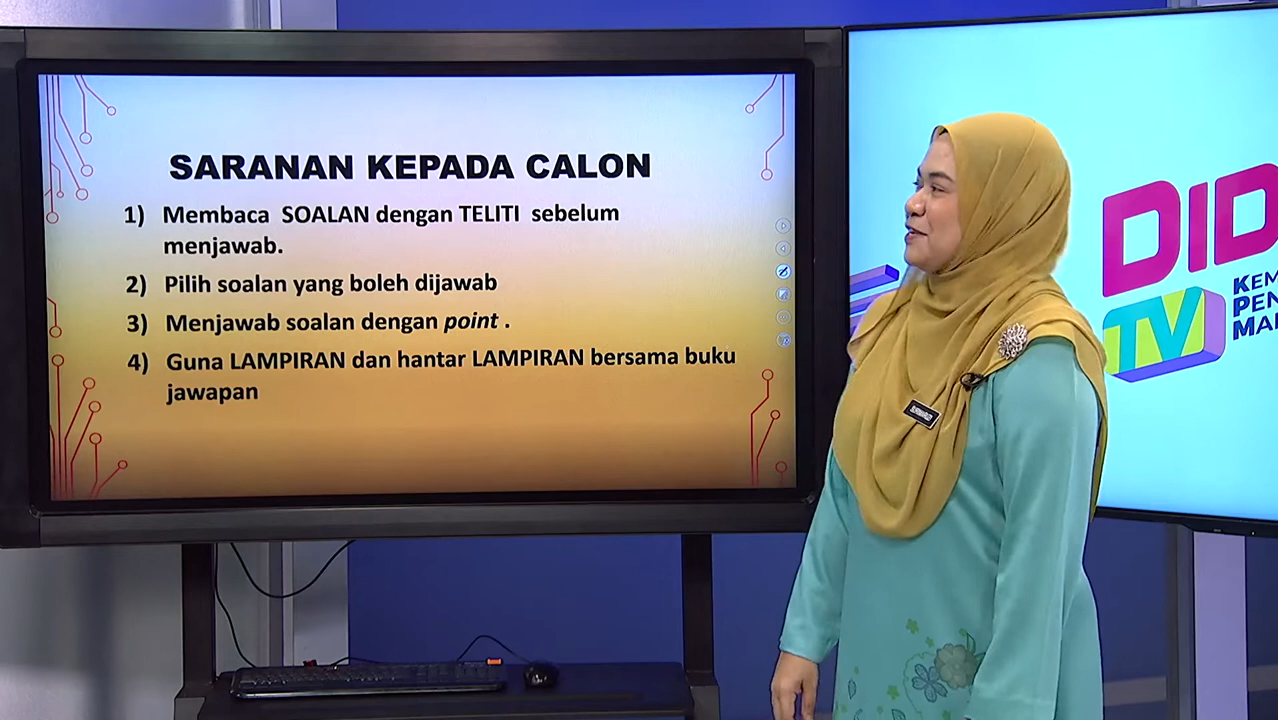 SARANAN KEPADA CALON
1) Membaca SOALAN dengan TELITI sebelum
menjawab.
2) Pilih soalan yang boleh dijawab
3) Menjawab soalan dengan point .
4) Guna LAMPIRAN dan hantar LAMPIRAN bersama buku
jawapan
DID
TV
KEM
PEN
MAL